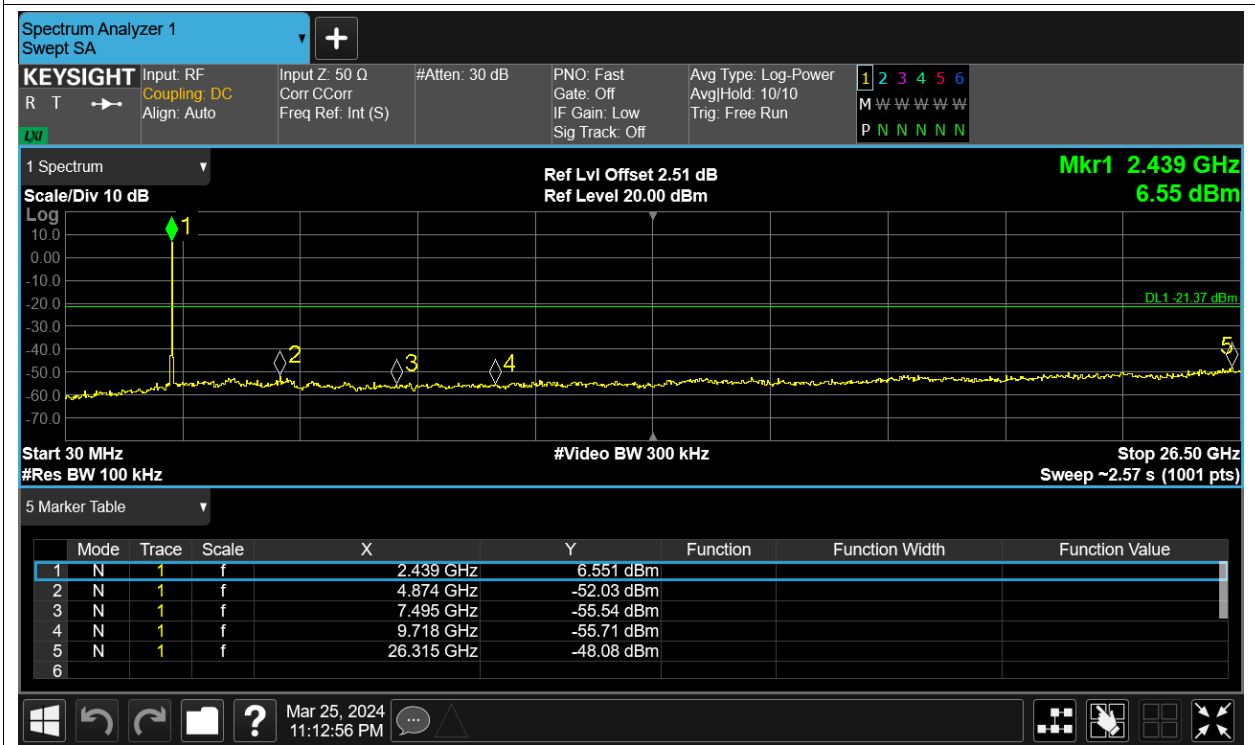 Spectrum Analyzer 1
Swept SA
+
KEYSIGHT Input: RF Input Z: 50 Ω #Atten: 30 dB PNO: Fast Avg Type: Log-Power 1 2 3 4 5 6
R T Coupling: DC Corr CCorr Gate: Off Avg|Hold: 10/10 M W W W W W
Align: Auto Freq Ref: Int (S) IF Gain: Low Trig: Free Run
LXI Sig Track: Off P N N N N N
1 Spectrum Ref Lvl Offset 2.51 dB Mkr1 2.439 GHz
Scale/Div 10 dB Ref Level 20.00 dBm 6.55 dBm
Log
1
10.0
0.00
-10.0
-20.0 DL1 -21.37 dBm
-30.0
-40.0 2 3 4 5
-50.0
-60.0
-70.0
Start 30 MHz #Video BW 300 kHz Stop 26.50 GHz
#Res BW 100 kHz Sweep ~2.57 s (1001 pts)
5 Marker Table
Mode Trace Scale X Y Function Function Width Function Value
1 N 1 f 2.439 GHz 6.551 dBm
2 N 1 f 4.874 GHz -52.03 dBm
3 N 1 f 7.495 GHz -55.54 dBm
4 N 1 f 9.718 GHz -55.71 dBm
5 N 1 f 26.315 GHz -48.08 dBm
6
? Mar 25, 2024
11:12:56 PM